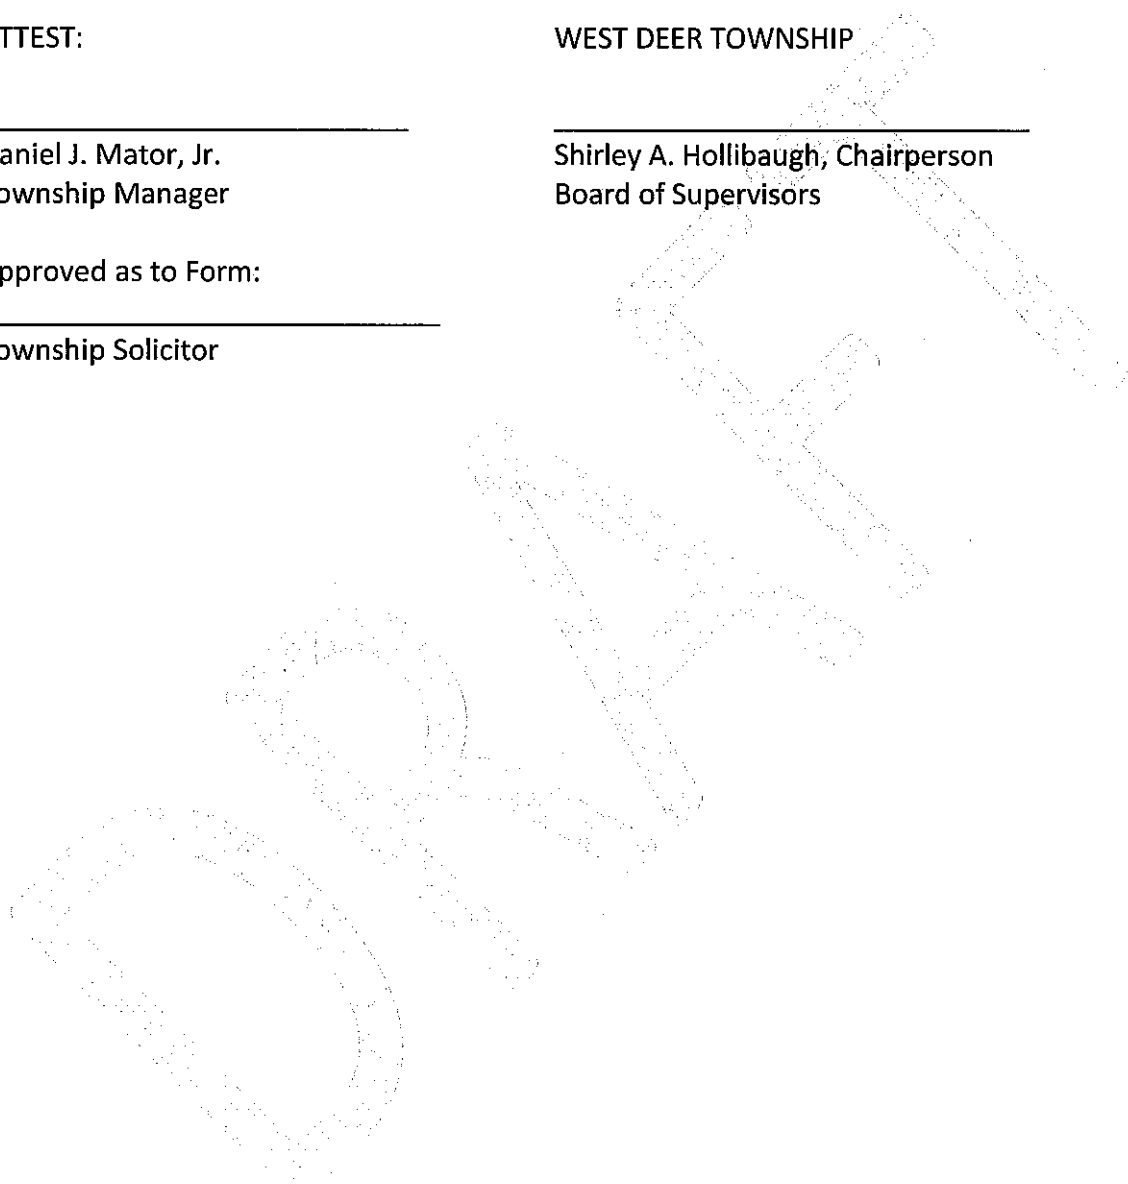 TTEST:
WEST DEER TOWNSHIP
aniel J. Mator, Jr.
ownship Manager
Shirley A. Hollibaugh, Chairperson
Board of Supervisors
pproved as to Form:
ownship Solicitor
DRAFT